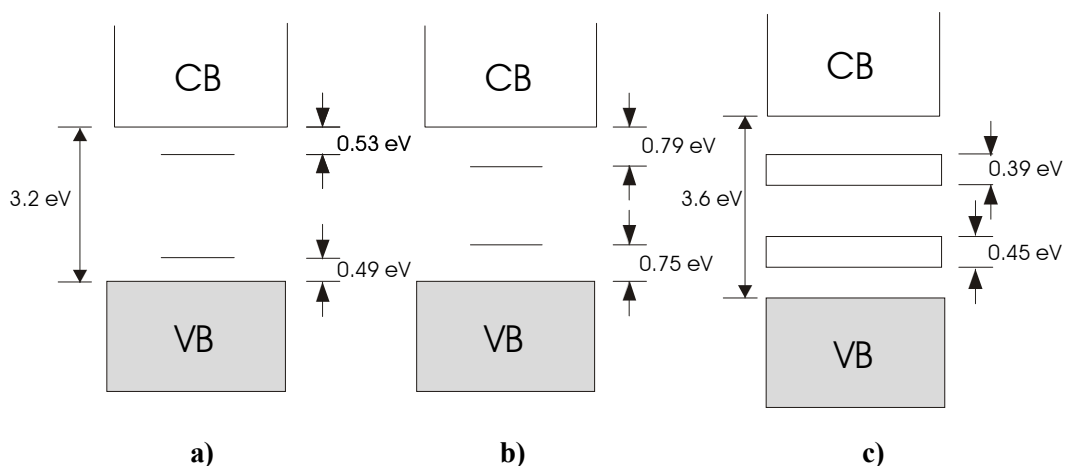 CB
0.53 eV
3.2 eV
0.49 eV
VB
a)
CB
0.79 eV
0.75 eV
VB
b)
CB
0.39 eV
3.6 eV
0.45 eV
VB
c)